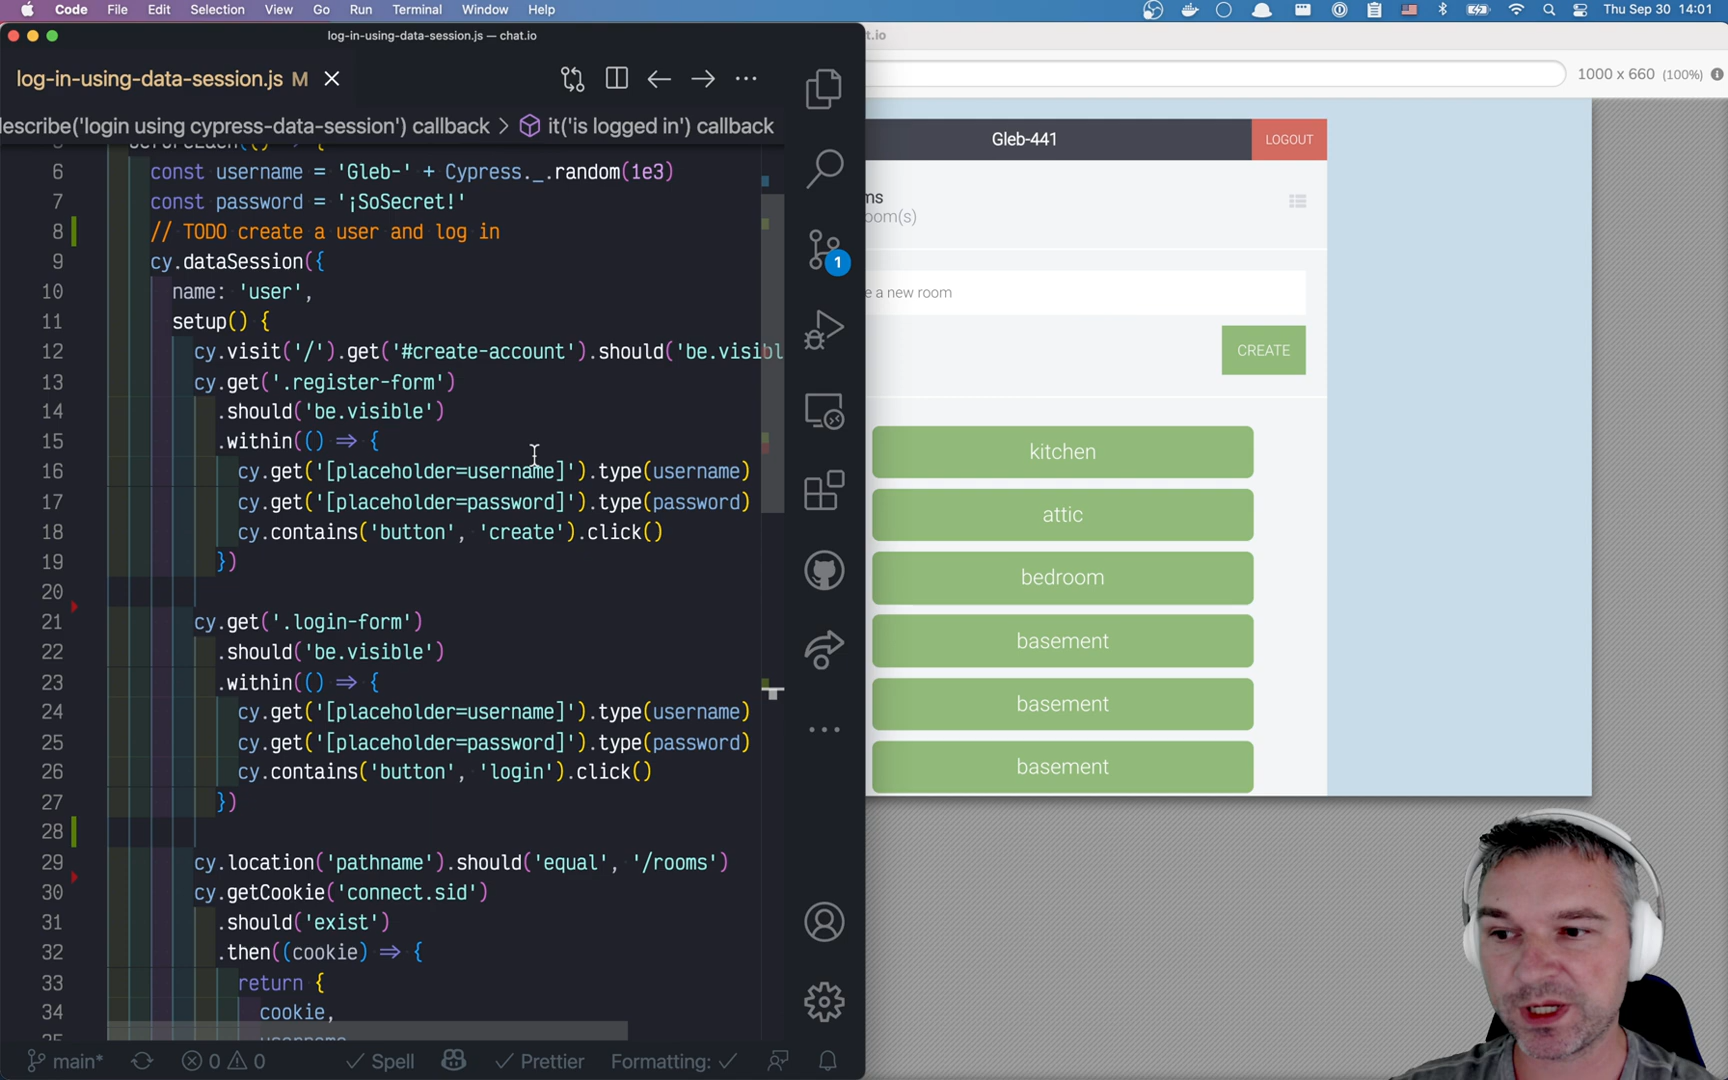 Code File Edit Selection View Go Run Terminal Window Help Thu Sep 30 14:01
log-in-using-data-session.js — chat.io
t.io
log-in-using-data-session.js M
1000 x 660 (100%)
escribe('login using cypress-data-session') callback > it('is logged in') callback
6 const username = 'Gleb-' + Cypress._.random(1e3)
7 const password = '¡SoSecret!'
8 // TODO create a user and log in
9 cy.dataSession({
10 name: 'user',
11 setup() {
12 cy.visit('/').get('#create-account').should('be.visibl
13 cy.get('.register-form')
14 .should('be.visible')
15 .within(() => {
16 cy.get('[placeholder=username]').type(username)
17 cy.get('[placeholder=password]').type(password)
18 cy.contains('button', 'create').click()
19 })
20
21 cy.get('.login-form')
22 .should('be.visible')
23 .within(() => {
24 cy.get('[placeholder=username]').type(username)
25 cy.get('[placeholder=password]').type(password)
26 cy.contains('button', 'login').click()
27 })
28
29 cy.location('pathname').should('equal', '/rooms')
30 cy.getCookie('connect.sid')
31 .should('exist')
32 .then((cookie) => {
33 return {
34 cookie,
1
main* 0 0 Spell Prettier Formatting:
Gleb-441
LOGOUT
ms
oom(s)
e a new room
CREATE
kitchen
attic
bedroom
basement
basement
basement